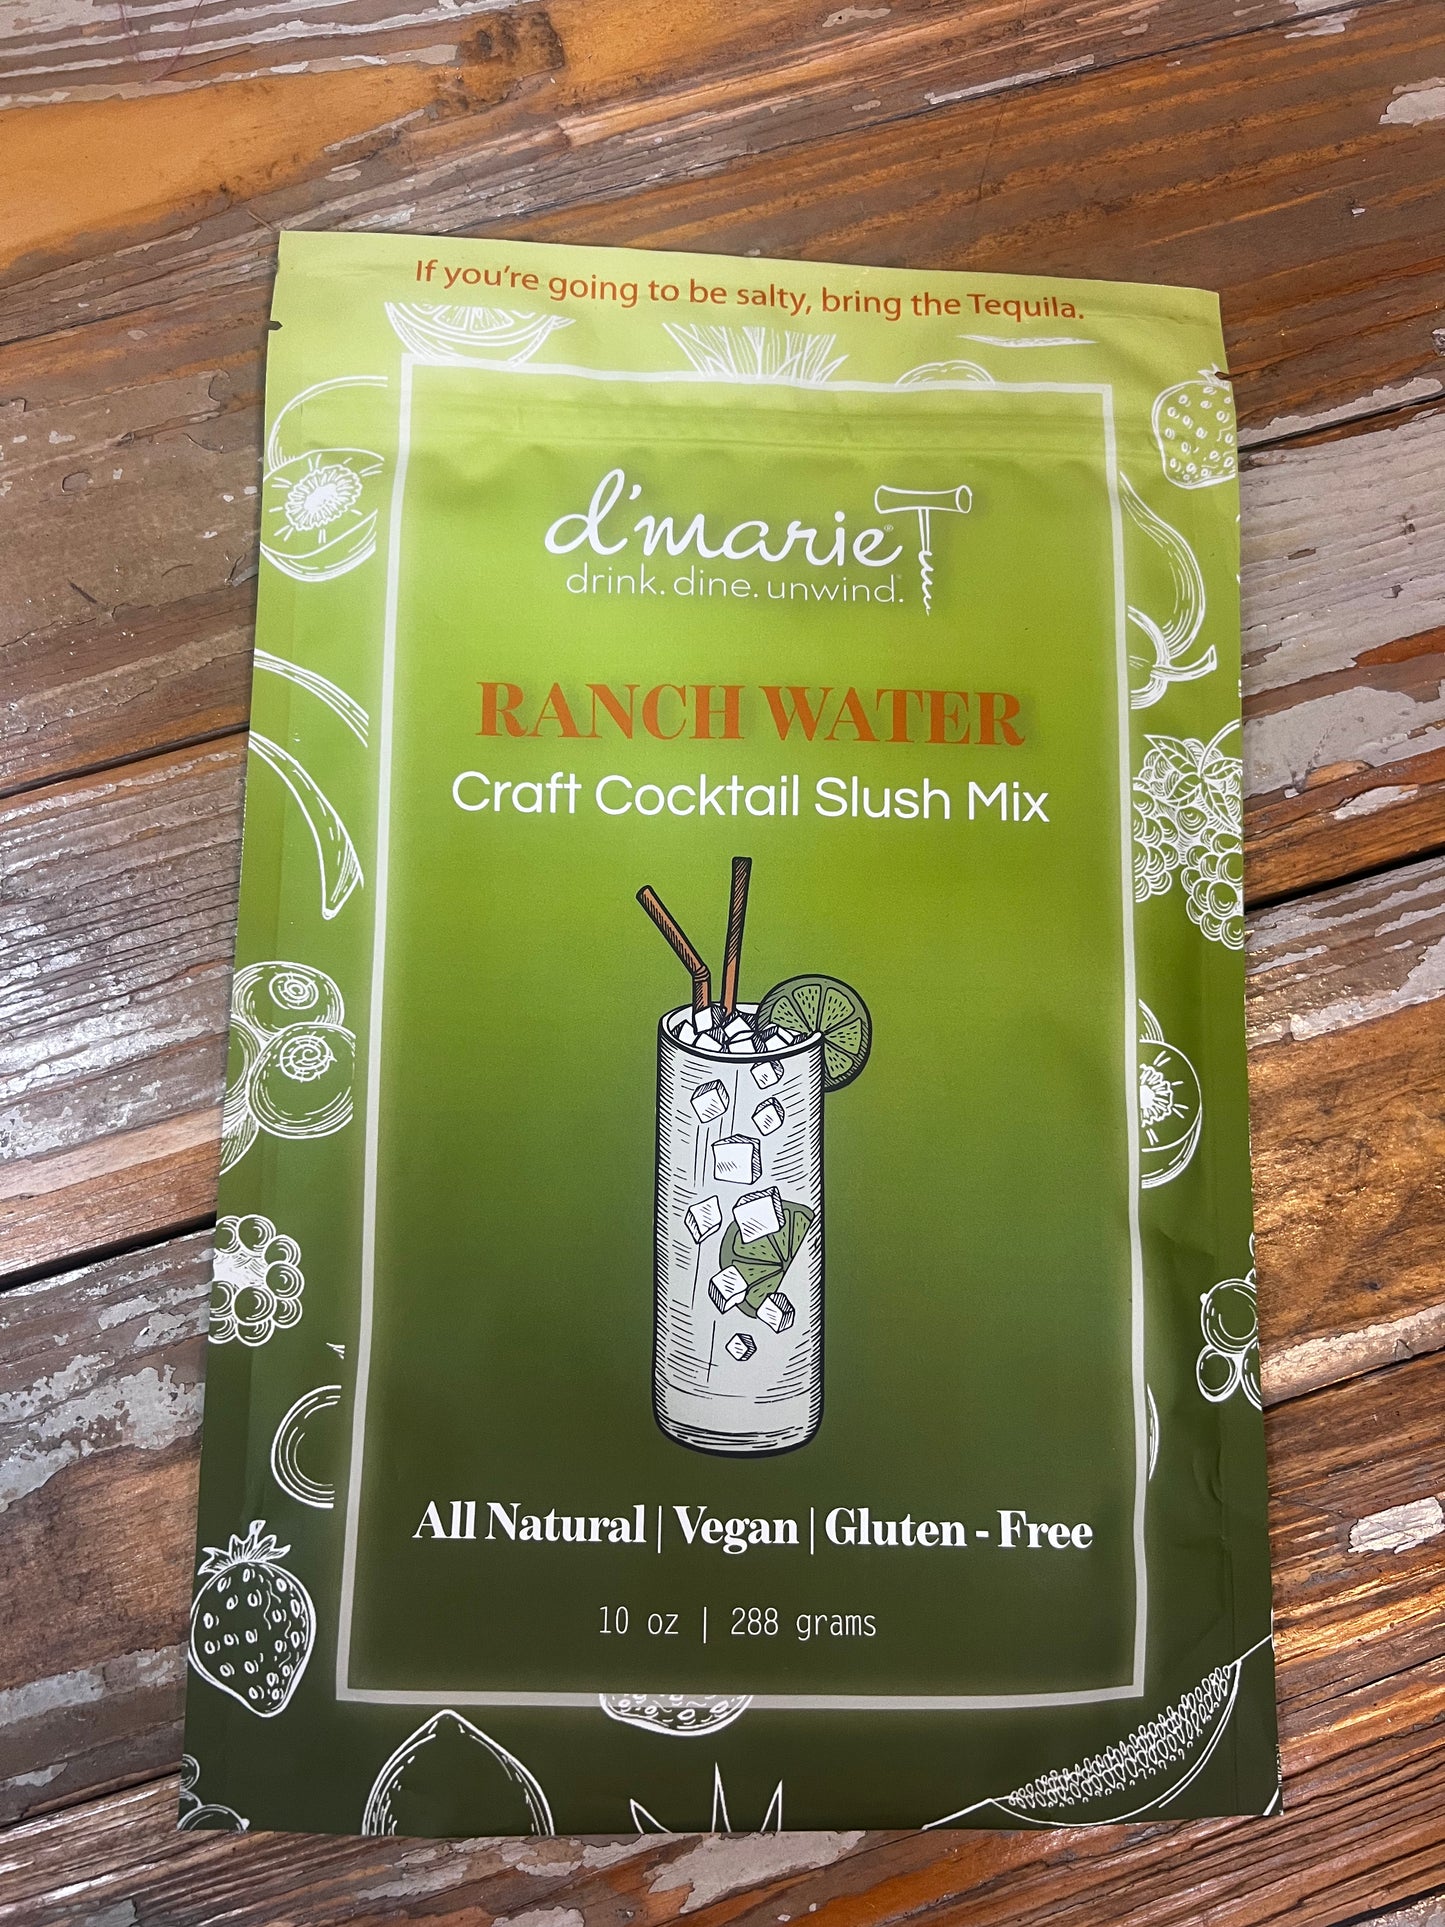 If you're going to be salty, bring the Tequila.
d'marie®
drink. dine. unwind.®
RANCH WATER
Craft Cocktail Slush Mix
All Natural | Vegan | Gluten - Free
10 oz | 288 grams